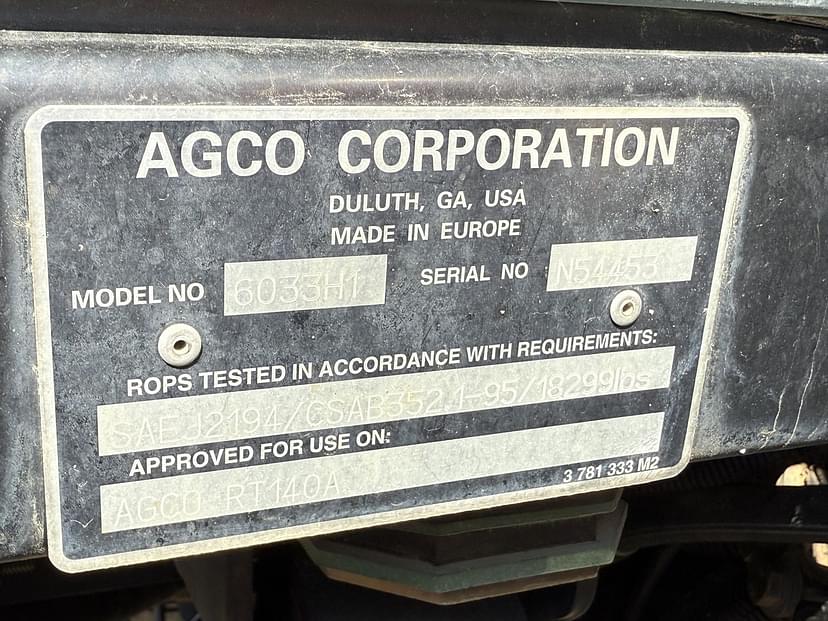 AGCO CORPORATION
DULUTH, GA, USA
MADE IN EUROPE
MODEL NO 6033H1 SERIAL NO N54453
ROPS TESTED IN ACCORDANCE WITH REQUIREMENTS:
SAEJ2194/CSAB352.1-95/18299lbs
APPROVED FOR USE ON:
AGCO RT140A
3 781 333 M2